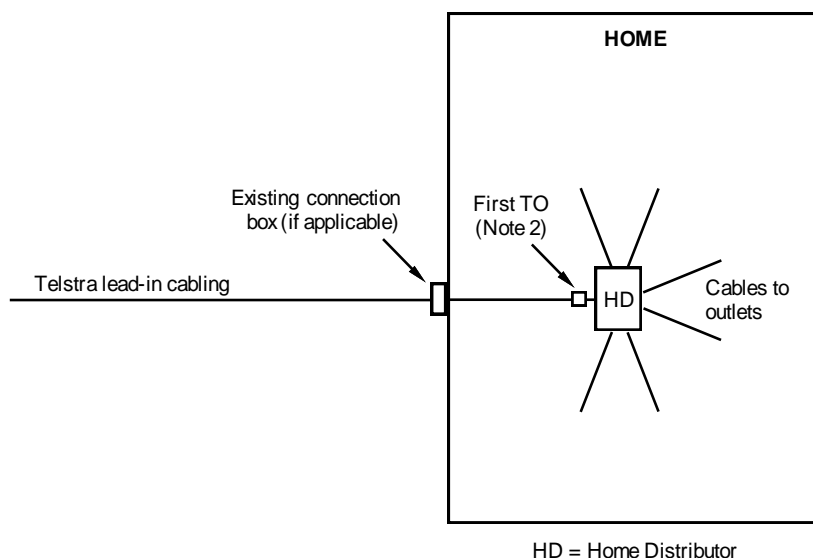 HOME
Existing connection
box (if applicable)
First TO
(Note 2)
Telstra lead-in cabling
HD
Cables to
outlets
HD = Home Distributor